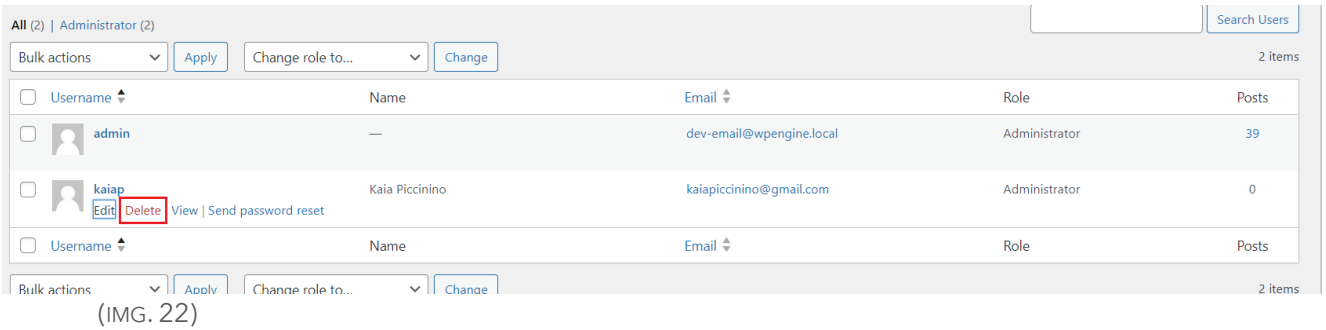 All (2) | Administrator (2)
Search Users
Bulk actions Apply Change role to... Change 2 items
Username Name Email Role Posts
admin — dev-email@wpengine.local Administrator 39
kaiap Kaia Piccinino kaiapiccinino@gmail.com Administrator 0
Edit Delete View | Send password reset
Username Name Email Role Posts
Bulk actions Apply Change role to... Change 2 items
(IMG. 22)